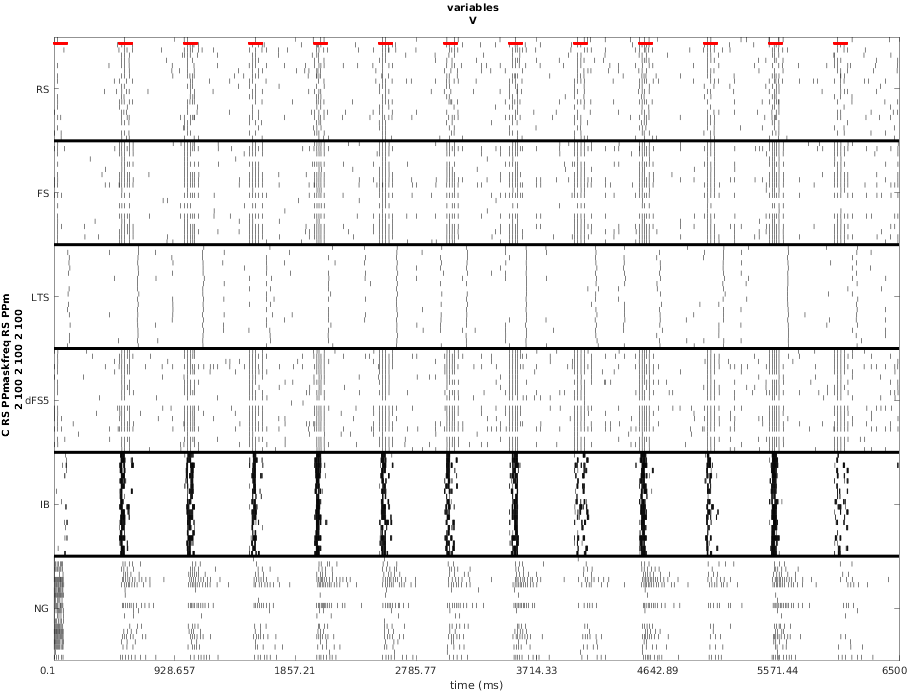 variables
V
RS
FS
LTS
dFS5
IB
NG
C RS PPmaskfreq RS PPm
2 100 2 100 2 100
0.1 928.657 1857.21 2785.77 3714.33 4642.89 5571.44 6500
time (ms)